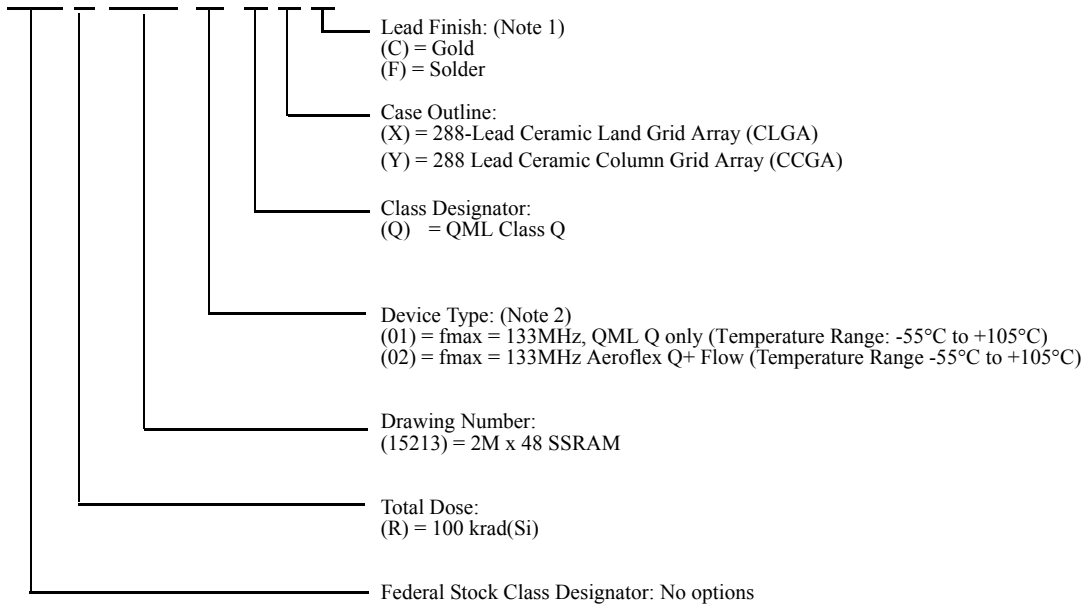 Lead Finish: (Note 1)
(C) = Gold
(F) = Solder
Case Outline:
(X) = 288-Lead Ceramic Land Grid Array (CLGA)
(Y) = 288 Lead Ceramic Column Grid Array (CCGA)
Class Designator:
(Q) = QML Class Q
Device Type: (Note 2)
(01) = fmax = 133MHz, QML Q only (Temperature Range: -55°C to +105°C)
(02) = fmax = 133MHz Aeroflex Q+ Flow (Temperature Range -55°C to +105°C)
Drawing Number:
(15213) = 2M x 48 SSRAM
Total Dose:
(R) = 100 krad(Si)
Federal Stock Class Designator: No options